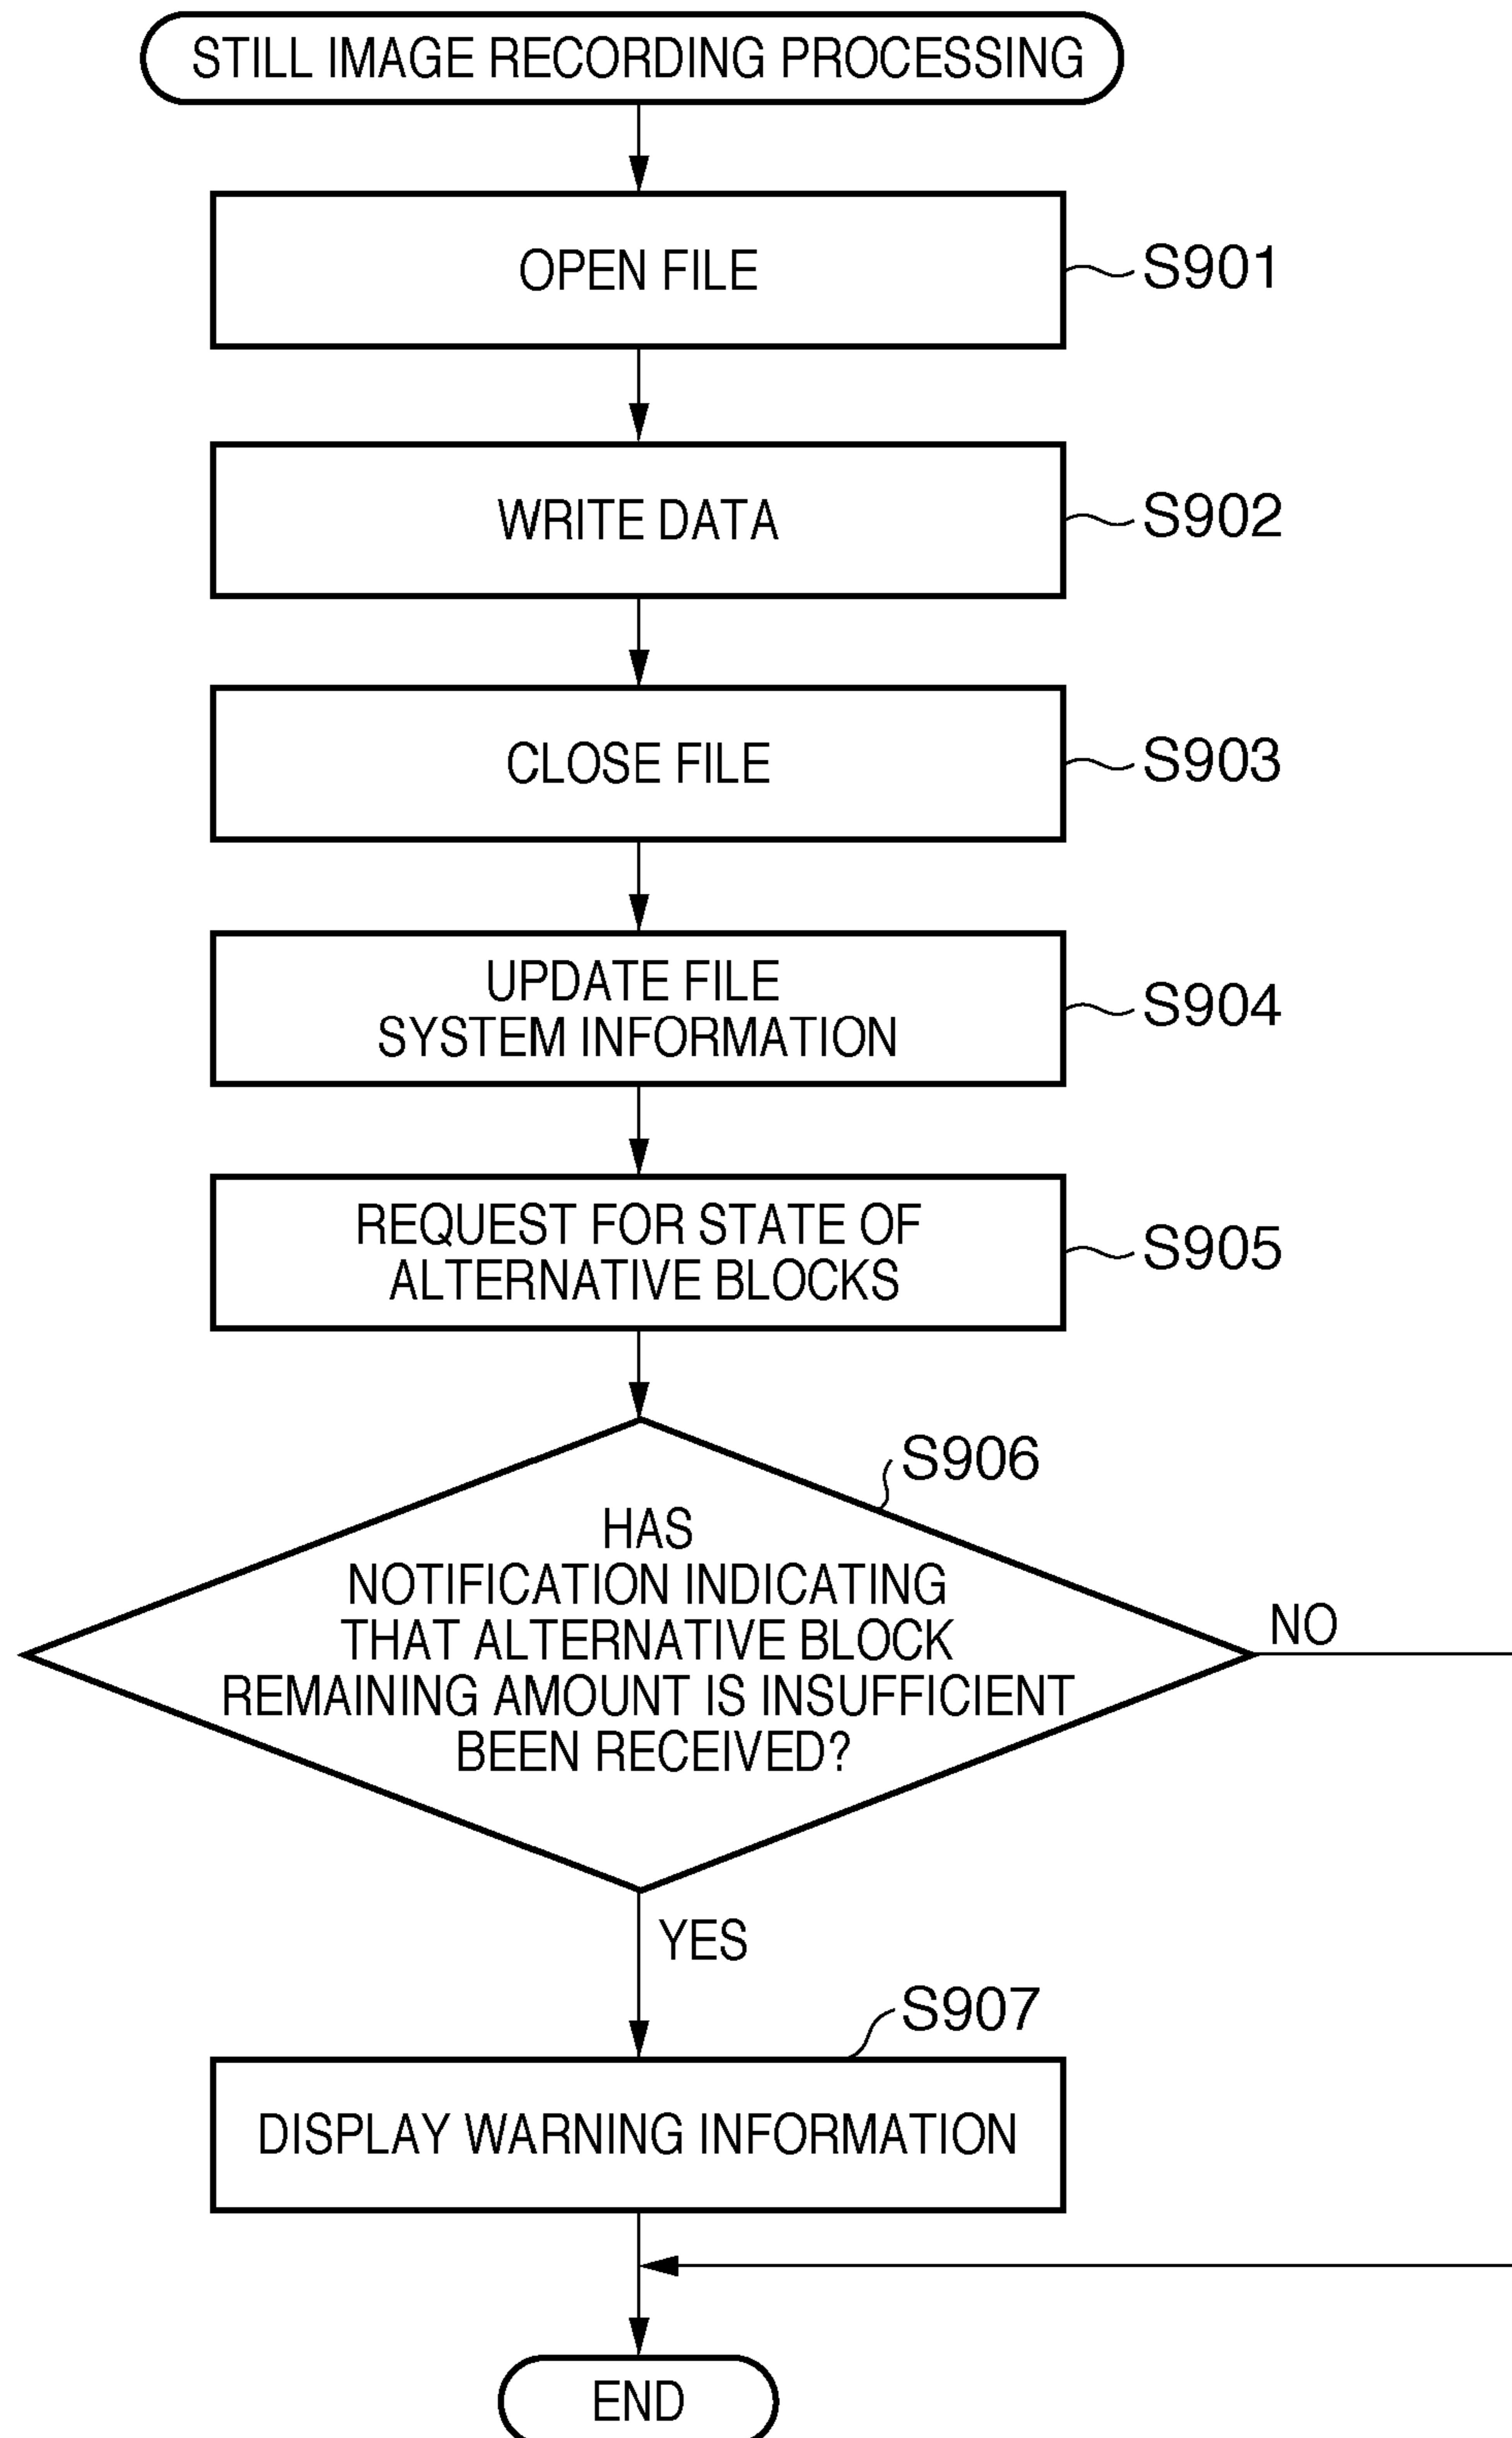 STILL IMAGE RECORDING PROCESSING
OPEN FILE
S901
WRITE DATA
S902
CLOSE FILE
S903
UPDATE FILE
SYSTEM INFORMATION
S904
REQUEST FOR STATE OF
ALTERNATIVE BLOCKS
S905
S906
HAS
NOTIFICATION INDICATING
THAT ALTERNATIVE BLOCK
REMAINING AMOUNT IS INSUFFICIENT
BEEN RECEIVED?
NO
YES
S907
DISPLAY WARNING INFORMATION
END